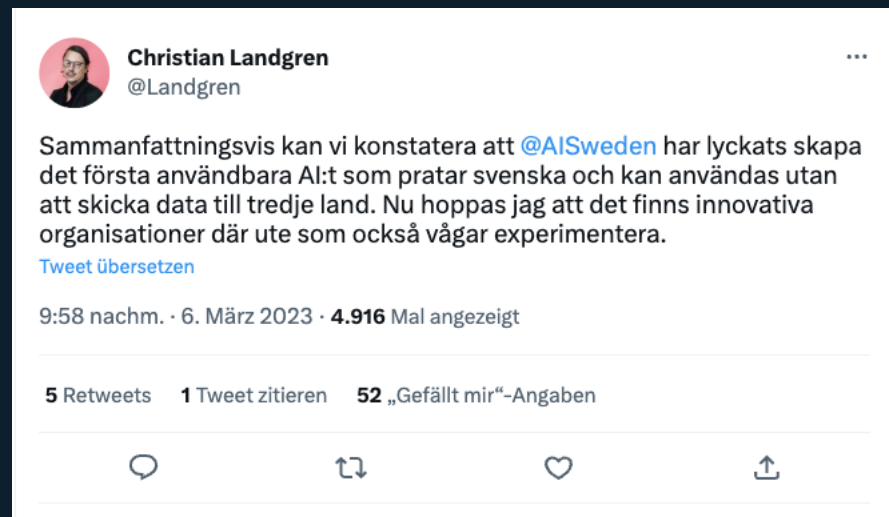 Christian Landgren
@Landgren
Sammanfattningsvis kan vi konstatera att @AISweden har lyckats skapa
det första användbara AI:t som pratar svenska och kan användas utan
att skicka data till tredje land. Nu hoppas jag att det finns innovativa
organisationer där ute som också vågar experimentera.
Tweet übersetzen
9:58 nachm. · 6. März 2023 · 4.916 Mal angezeigt
5 Retweets 1 Tweet zitieren 52 „Gefällt mir“-Angaben